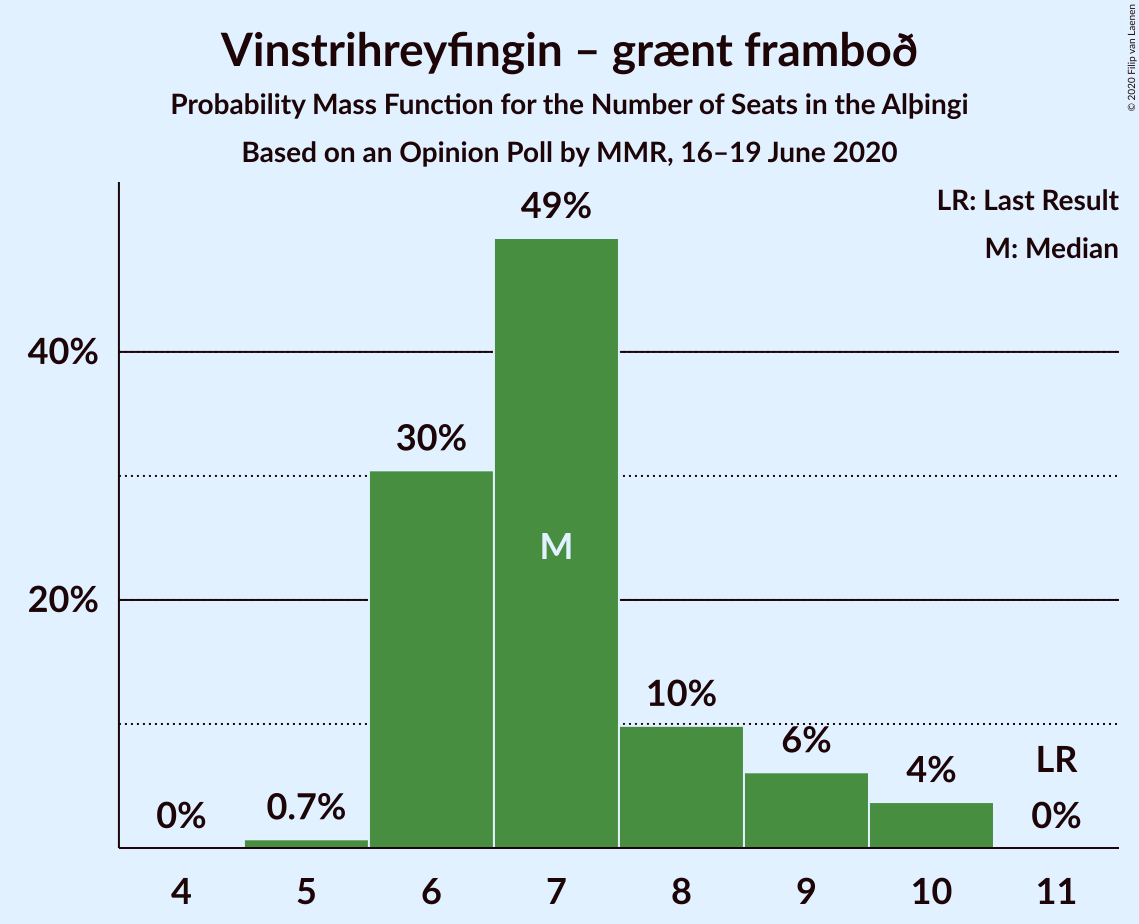 Vinstrihreyfingin – grænt framboð
Probability Mass Function for the Number of Seats in the Alþingi
Based on an Opinion Poll by MMR, 16–19 June 2020
© 2020 Filip van Laenen
LR: Last Result
M: Median
49%
40%
30%
M
20%
10%
6%
4%
LR
0%
0.7%
0%
4 5 6 7 8 9 10 11